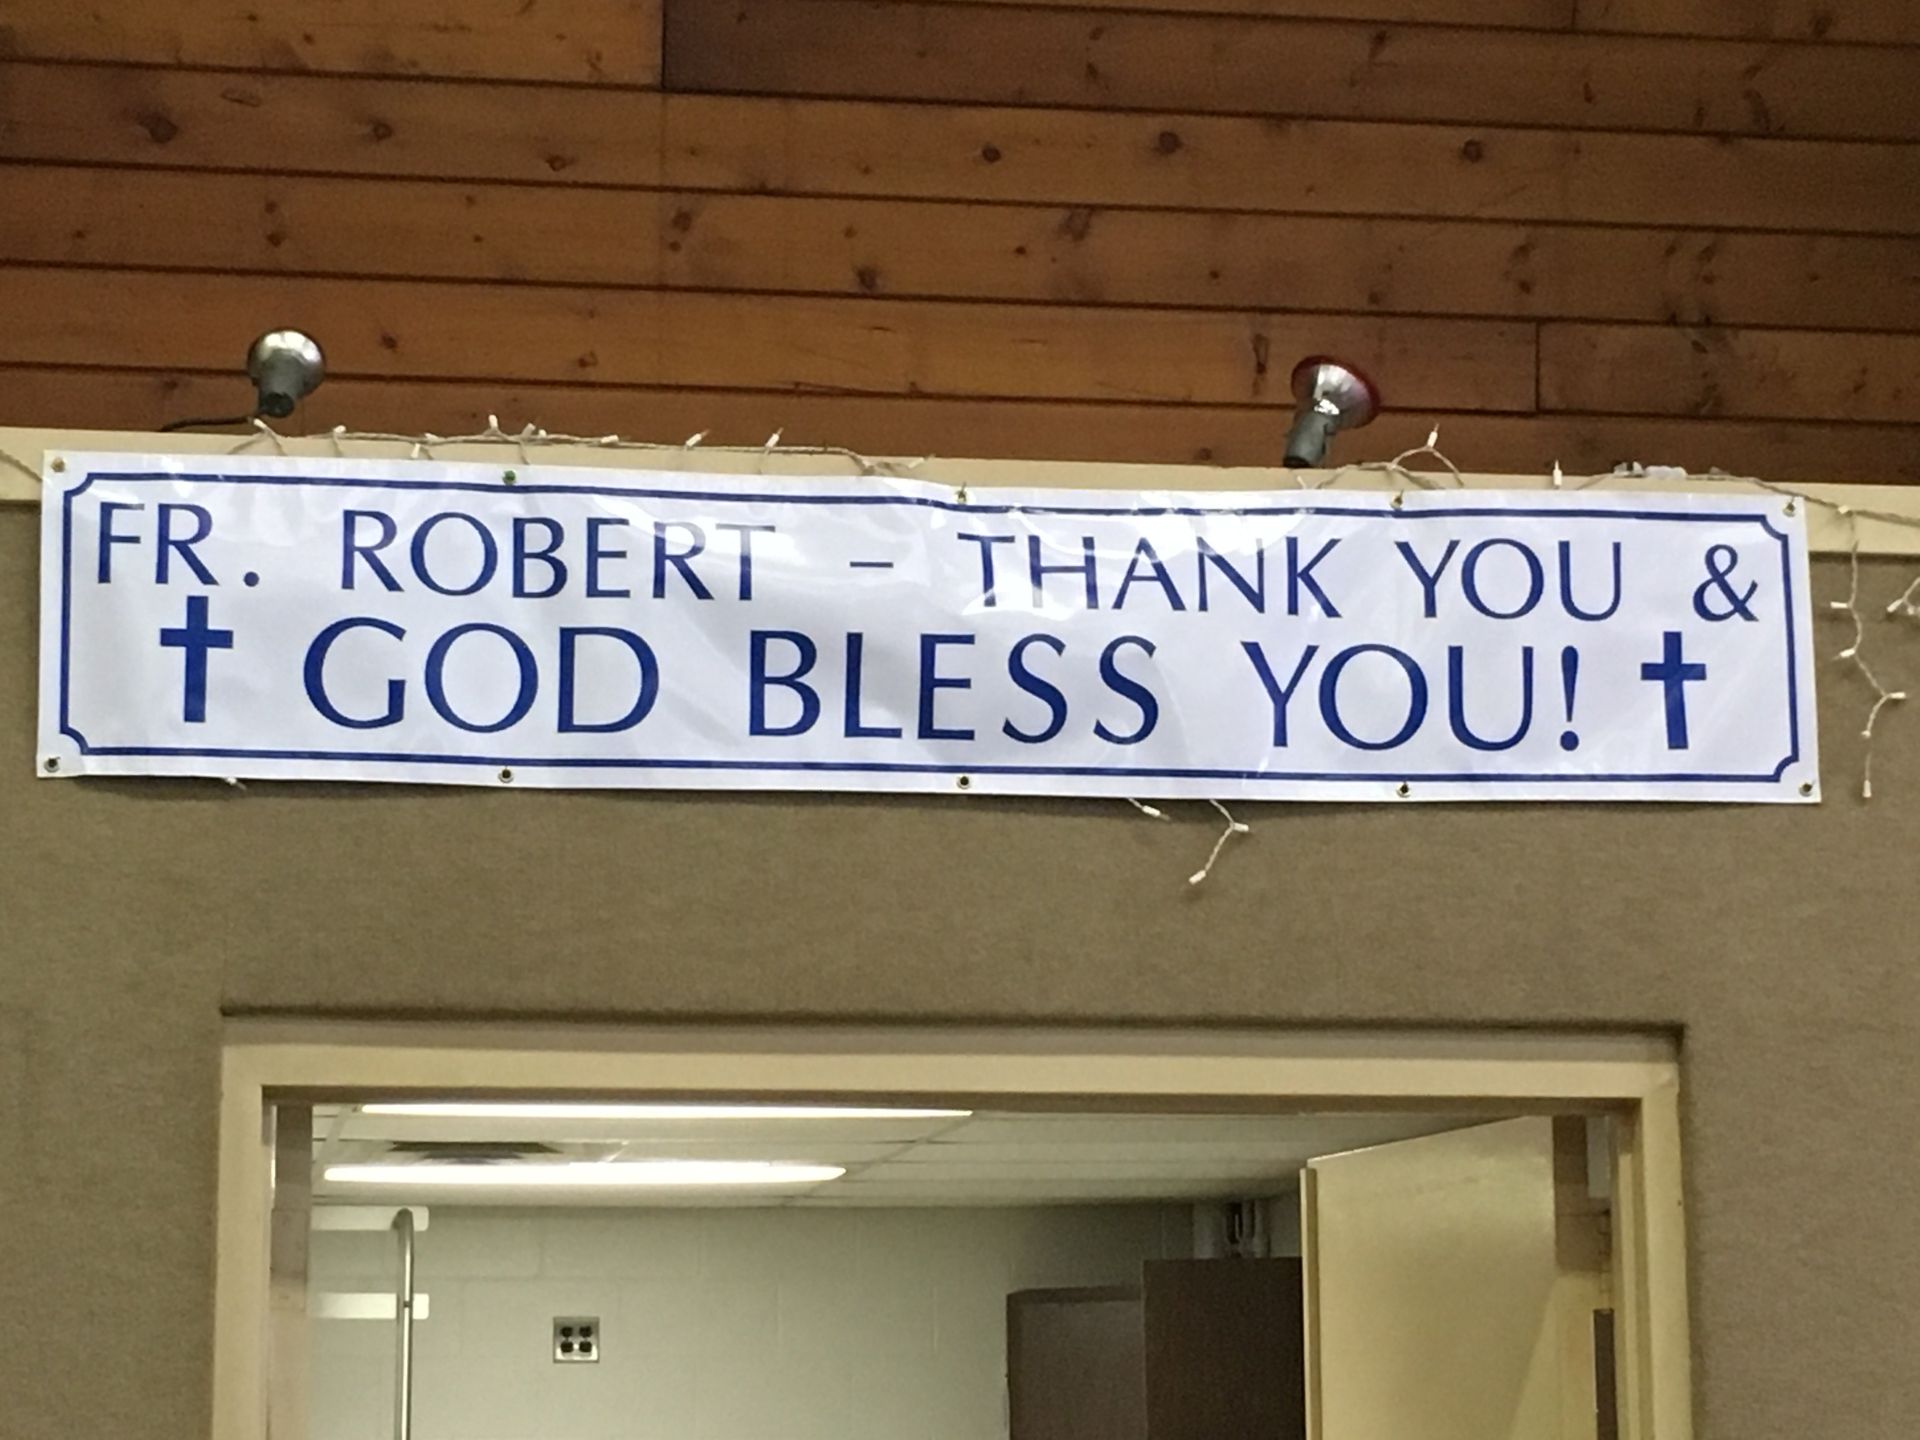 FR. ROBERT – THANK YOU &
✝ GOD BLESS YOU! ✝